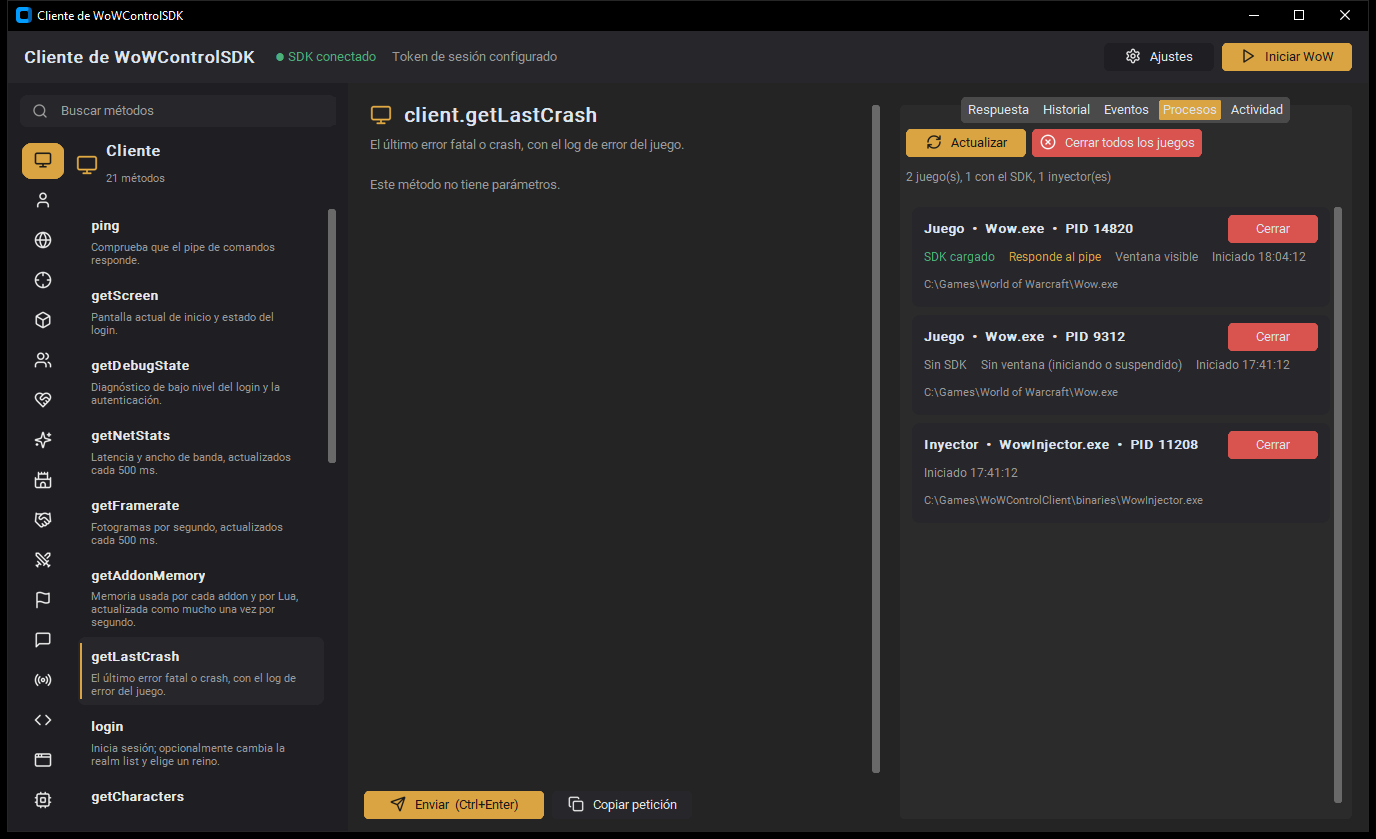 Cliente de WoWControlSDK
Cliente de WoWControlSDK
SDK conectado
Token de sesión configurado
Ajustes
Iniciar WoW
Buscar métodos
Cliente
21 métodos
ping
Comprueba que el pipe de comandos
responde.
getScreen
Pantalla actual de inicio y estado del
login.
getDebugState
Diagnóstico de bajo nivel del login y la
autenticación.
getNetStats
Latencia y ancho de banda, actualizados
cada 500 ms.
getFramerate
Fotogramas por segundo, actualizados
cada 500 ms.
getAddonMemory
Memoria usada por cada addon y por Lua,
actualizada como mucho una vez por
segundo.
getLastCrash
El último error fatal o crash, con el log de
error del juego.
login
Inicia sesión; opcionalmente cambia la
realm list y elige un reino.
getCharacters
client.getLastCrash
El último error fatal o crash, con el log de error del juego.
Este método no tiene parámetros.
Enviar (Ctrl+Enter)
Copiar petición
Respuesta Historial Eventos Procesos Actividad
Actualizar
Cerrar todos los juegos
2 juego(s), 1 con el SDK, 1 inyector(es)
Juego • Wow.exe • PID 14820
Cerrar
SDK cargado Responde al pipe Ventana visible Iniciado 18:04:12
C:\Games\World of Warcraft\Wow.exe
Juego • Wow.exe • PID 9312
Cerrar
Sin SDK Sin ventana (iniciando o suspendido) Iniciado 17:41:12
C:\Games\World of Warcraft\Wow.exe
Inyector • WowInjector.exe • PID 11208
Cerrar
Iniciado 17:41:12
C:\Games\WoWControlClient\binaries\WowInjector.exe